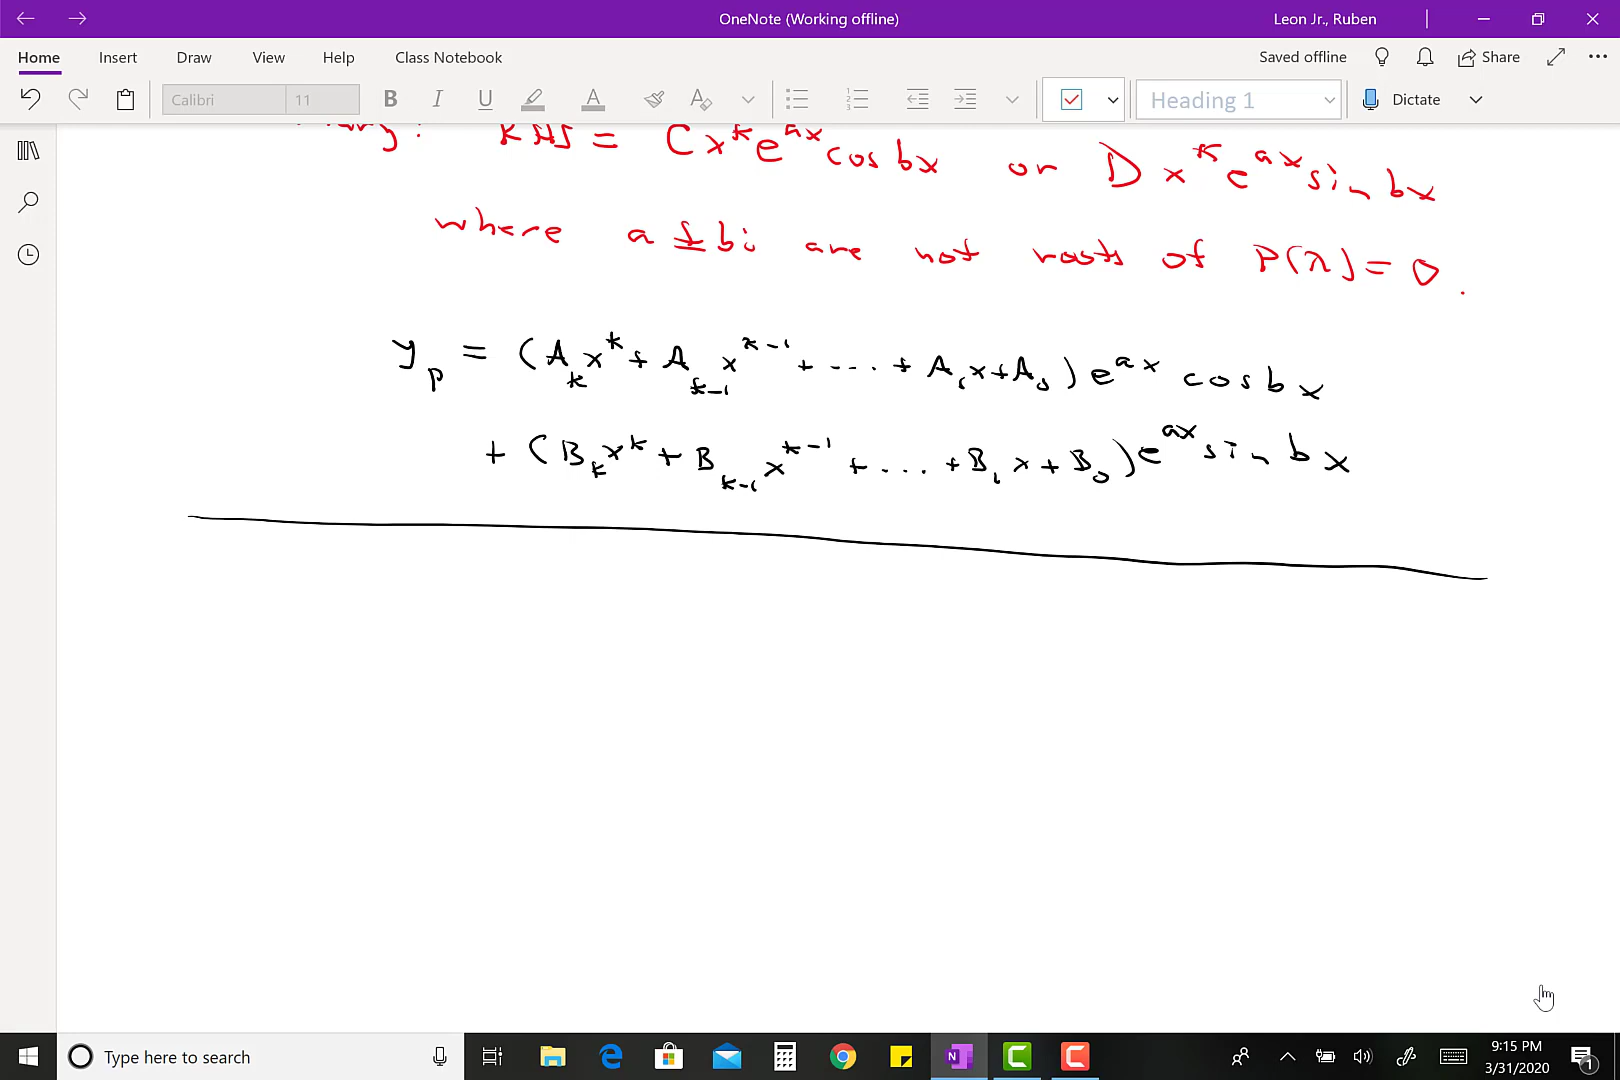 OneNote (Working offline)
Leon Jr., Ruben
Home Insert Draw View Help Class Notebook
Saved offline
Share
Calibri 11
B I U A
Heading 1
Dictate
RHS = Cx^k e^{ax} cos bx or D x^k e^{ax} sin bx
where a ± bi are not roots of P(λ) = 0.
y_p = (A_k x^k + A_{k-1} x^{k-1} + ... + A_1 x + A_0) e^{ax} cos bx
+ (B_k x^k + B_{k-1} x^{k-1} + ... + B_1 x + B_0) e^{ax} sin bx
Type here to search
9:15 PM
3/31/2020
1